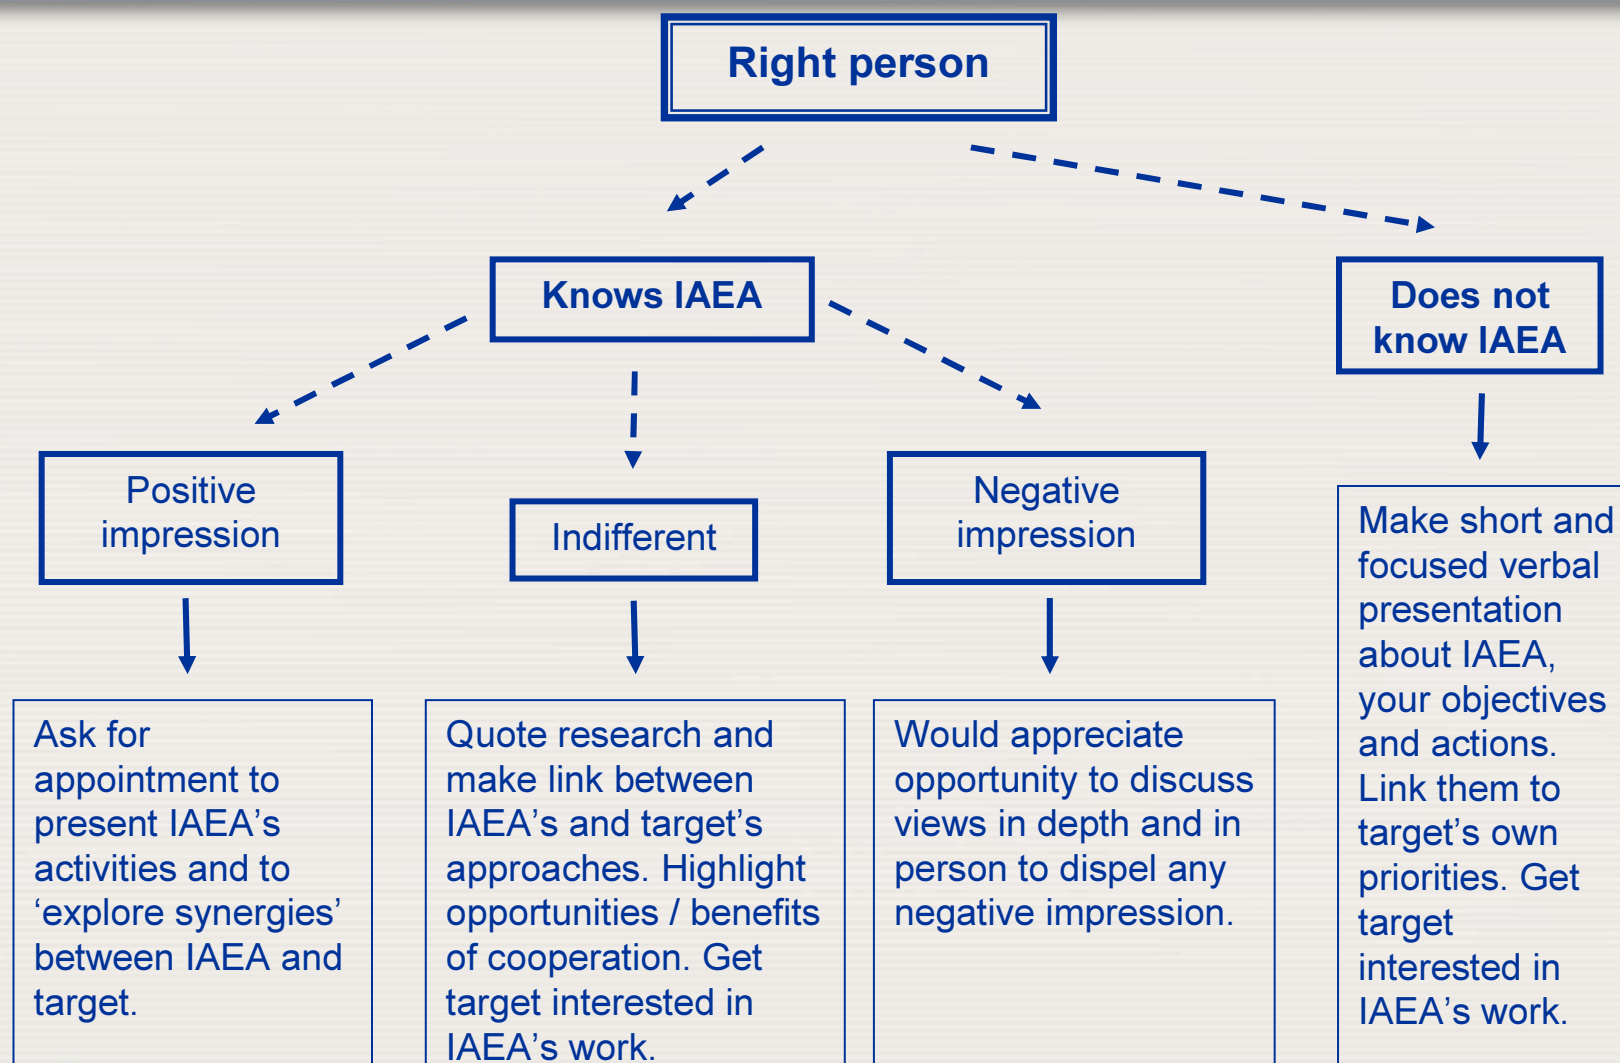 Right person
Knows IAEA
Does not
know IAEA
Positive
impression
Indifferent
Negative
impression
Make short and
focused verbal
presentation
about IAEA,
your objectives
and actions.
Link them to
target’s own
priorities. Get
target
interested in
IAEA’s work.
Ask for
appointment to
present IAEA’s
activities and to
‘explore synergies’
between IAEA and
target.
Quote research and
make link between
IAEA’s and target’s
approaches. Highlight
opportunities / benefits
of cooperation. Get
target interested in
IAEA’s work.
Would appreciate
opportunity to discuss
views in depth and in
person to dispel any
negative impression.